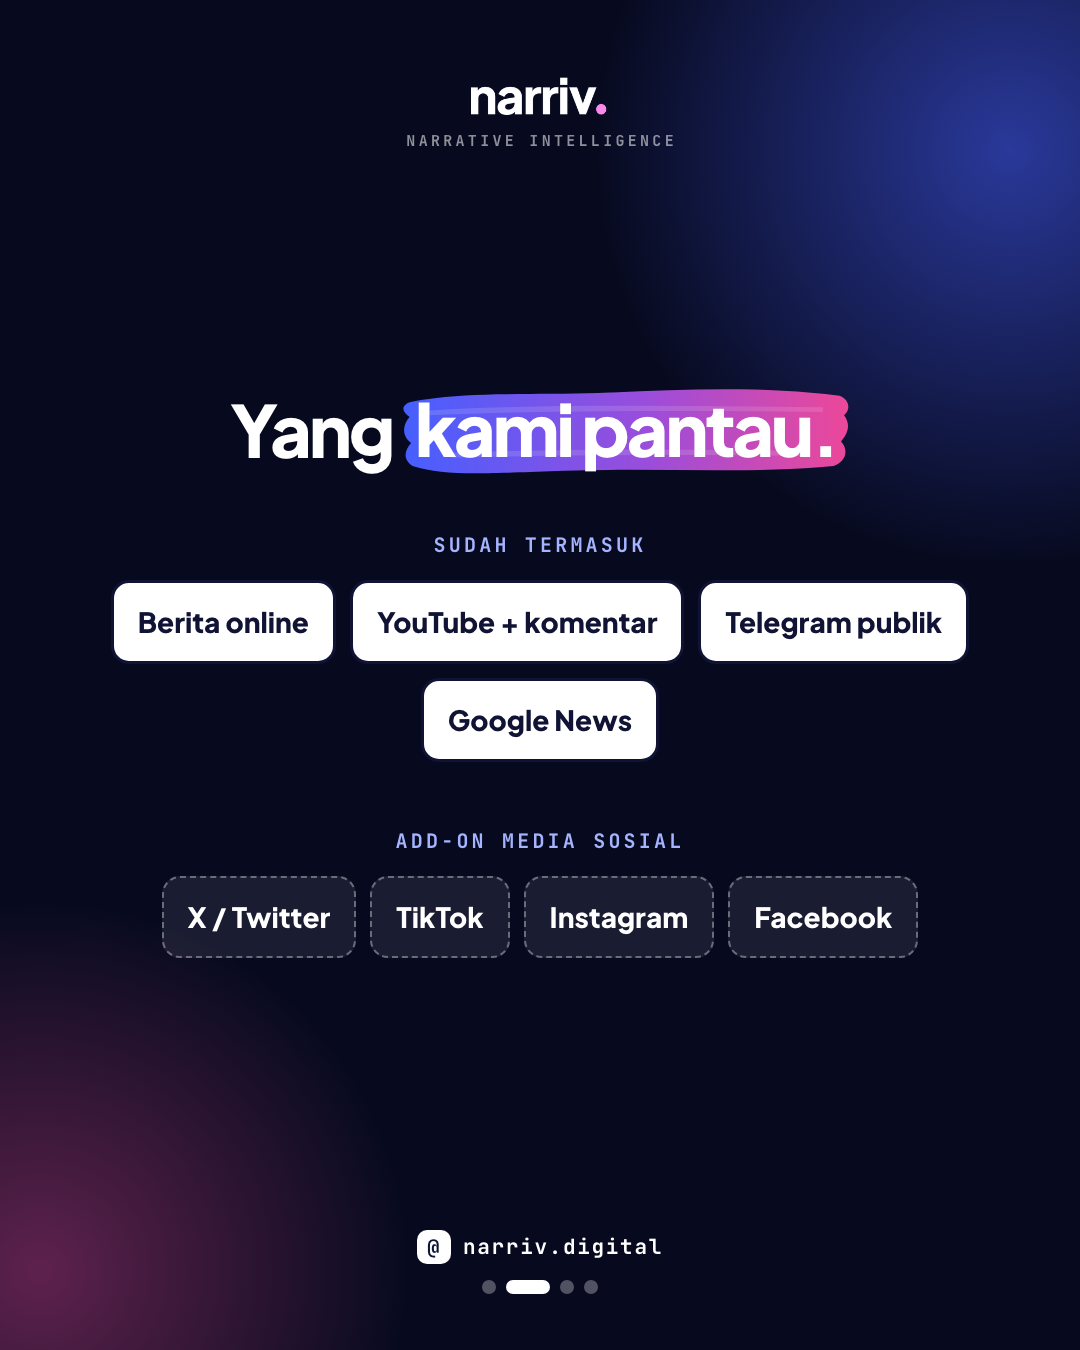 narriv.
NARRATIVE INTELLIGENCE
Yang kami pantau.
SUDAH TERMASUK
Berita online
YouTube + komentar
Telegram publik
Google News
ADD-ON MEDIA SOSIAL
X / Twitter
TikTok
Instagram
Facebook
@ narriv.digital